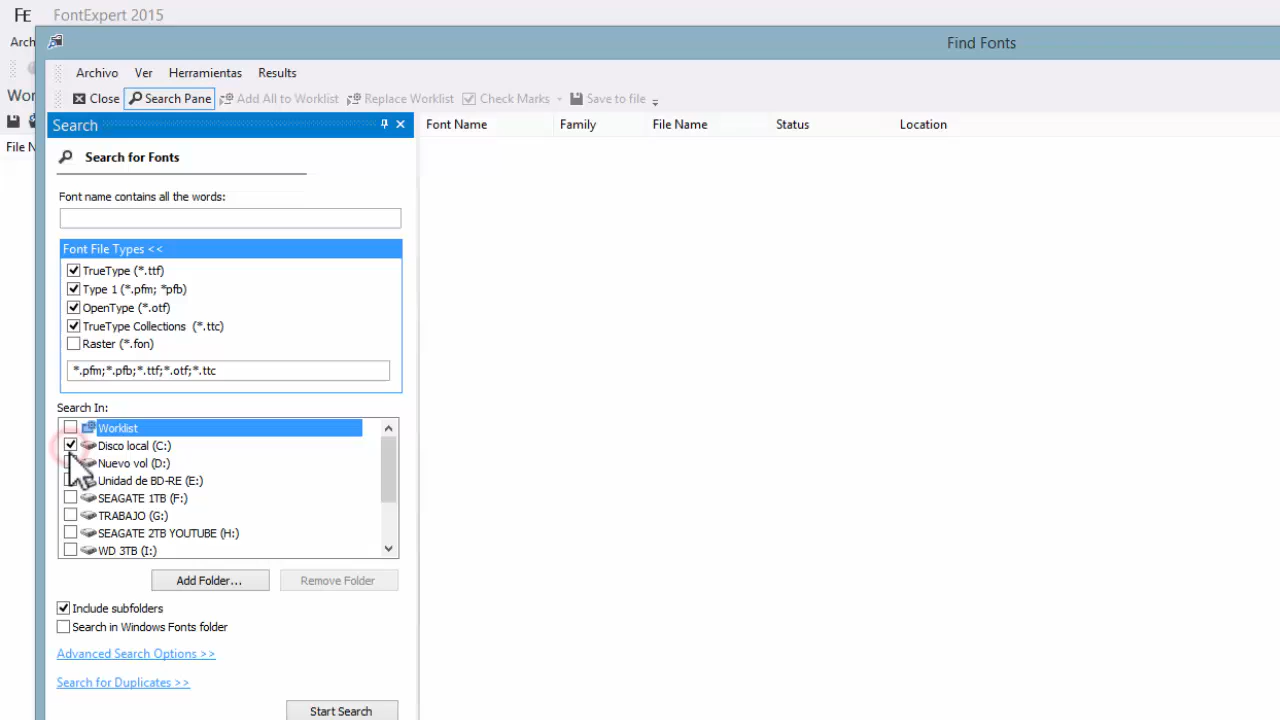 FE FontExpert 2015
Arch
Find Fonts
Archivo Ver Herramientas Results
Close Search Pane Add All to Worklist Replace Worklist Check Marks Save to file
Wor
File N
Search
Font Name Family File Name Status Location
Search for Fonts
Font name contains all the words:
Font File Types <<
TrueType (*.ttf)
Type 1 (*.pfm; *pfb)
OpenType (*.otf)
TrueType Collections (*.ttc)
Raster (*.fon)
*.pfm;*.pfb;*.ttf;*.otf;*.ttc
Search In:
Worklist
Disco local (C:)
Nuevo vol (D:)
Unidad de BD-RE (E:)
SEAGATE 1TB (F:)
TRABAJO (G:)
SEAGATE 2TB YOUTUBE (H:)
WD 3TB (I:)
Add Folder... Remove Folder
Include subfolders
Search in Windows Fonts folder
Advanced Search Options >>
Search for Duplicates >>
Start Search